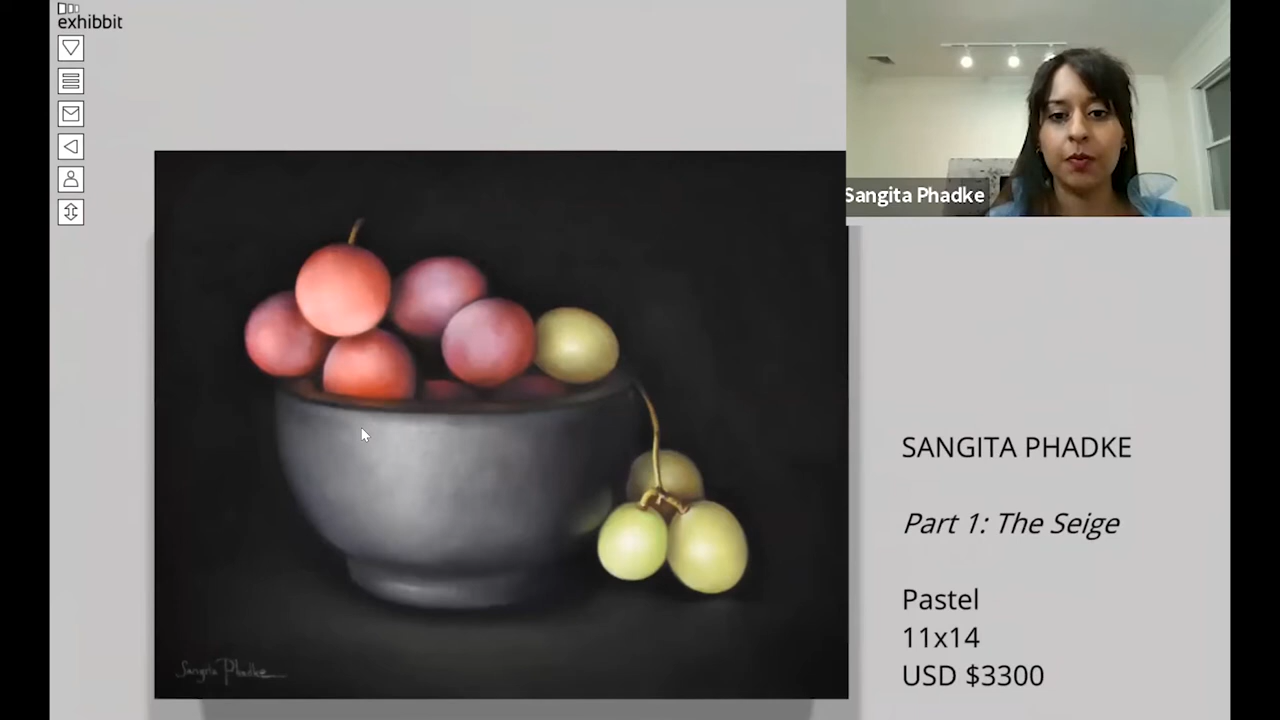 exhibbit
Sangita Phadke
SANGITA PHADKE
Part 1: The Seige
Pastel
11x14
USD $3300
Sangita Phadke